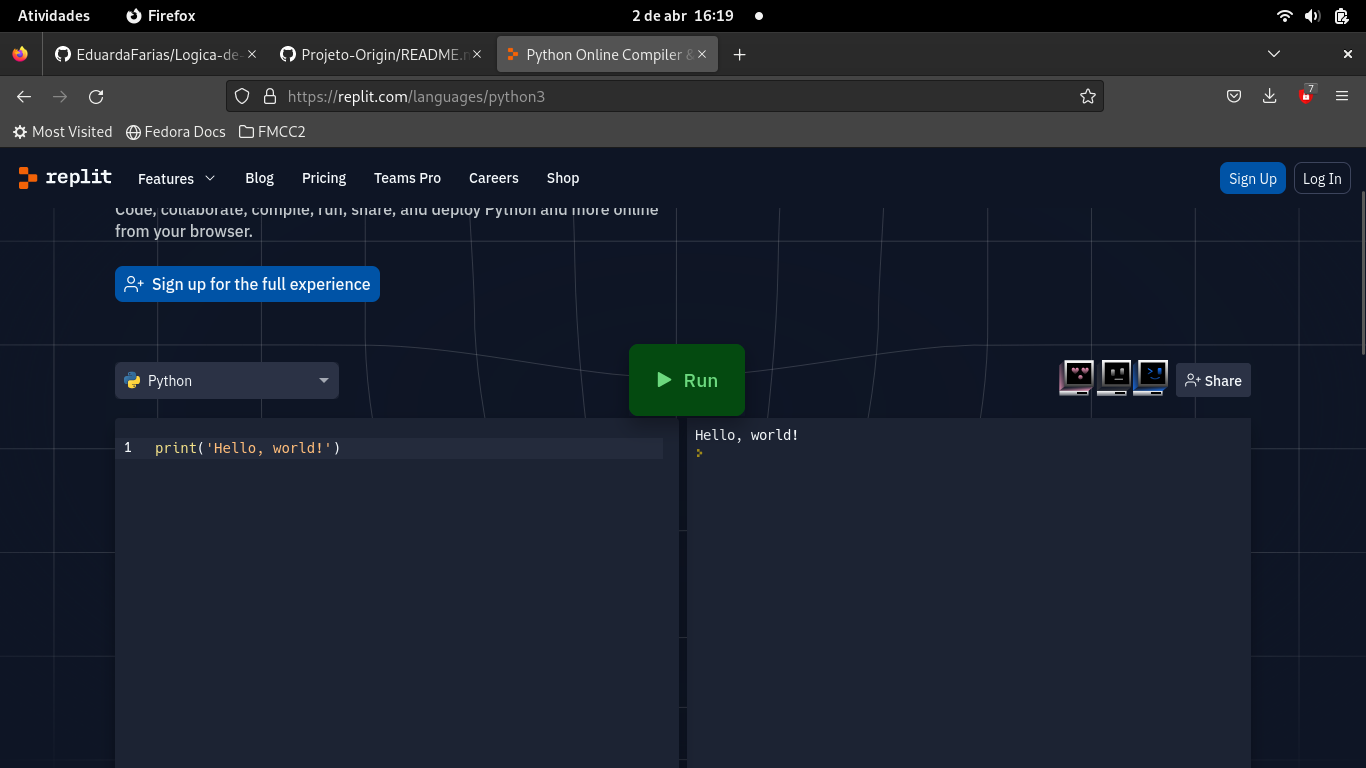 Atividades Firefox 2 de abr 16:19
EduardaFarias/Logica-de- Projeto-Origin/README.m Python Online Compiler &
https://replit.com/languages/python3 7
Most Visited Fedora Docs FMCC2
replit Features Blog Pricing Teams Pro Careers Shop Sign Up Log In
Code, collaborate, compile, run, share, and deploy Python and more online
from your browser.
Sign up for the full experience
Python Run Share
Hello, world!
1 print('Hello, world!')